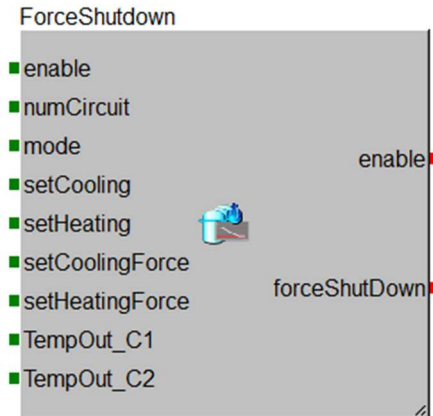 ForceShutdown
enable
numCircuit
mode
enable
setCooling
setHeating
setCoolingForce
forceShutDown
setHeatingForce
TempOut_C1
TempOut_C2